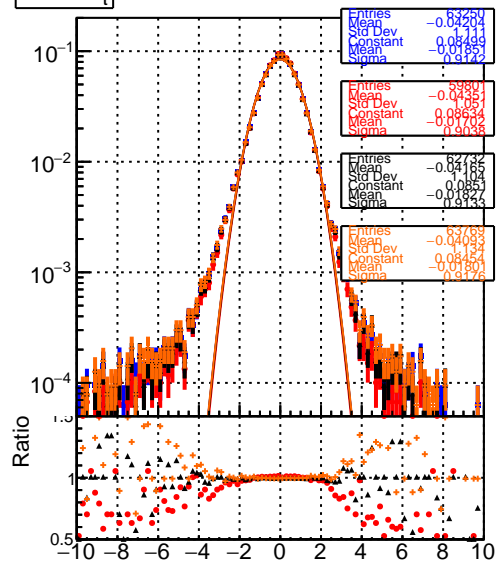 t
Entries 63250
Mean −0.04204
Std Dev 1.111
Constant 0.08499
Mean −0.01851
Sigma 0.9142
Entries 59801
Mean −0.04351
Std Dev 1.051
Constant 0.08634
Mean −0.01702
Sigma 0.9038
Entries 62732
Mean −0.04165
Std Dev 1.104
Constant 0.0851
Mean −0.01827
Sigma 0.9133
Entries 63769
Mean −0.04093
Std Dev 1.134
Constant 0.08454
Mean −0.01801
Sigma 0.9176
10−1
10−2
10−3
10−4
1.5
1
0.5
Ratio
−10 −8 −6 −4 −2 0 2 4 6 8 10